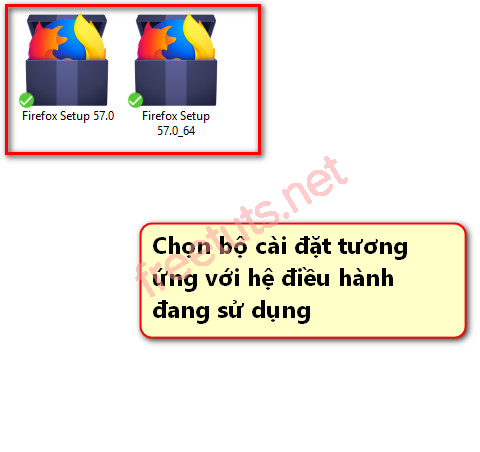 Firefox Setup 57.0
Firefox Setup
57.0_64
freetuts.net
Chọn bộ cài đặt tương
ứng với hệ điều hành
đang sử dụng